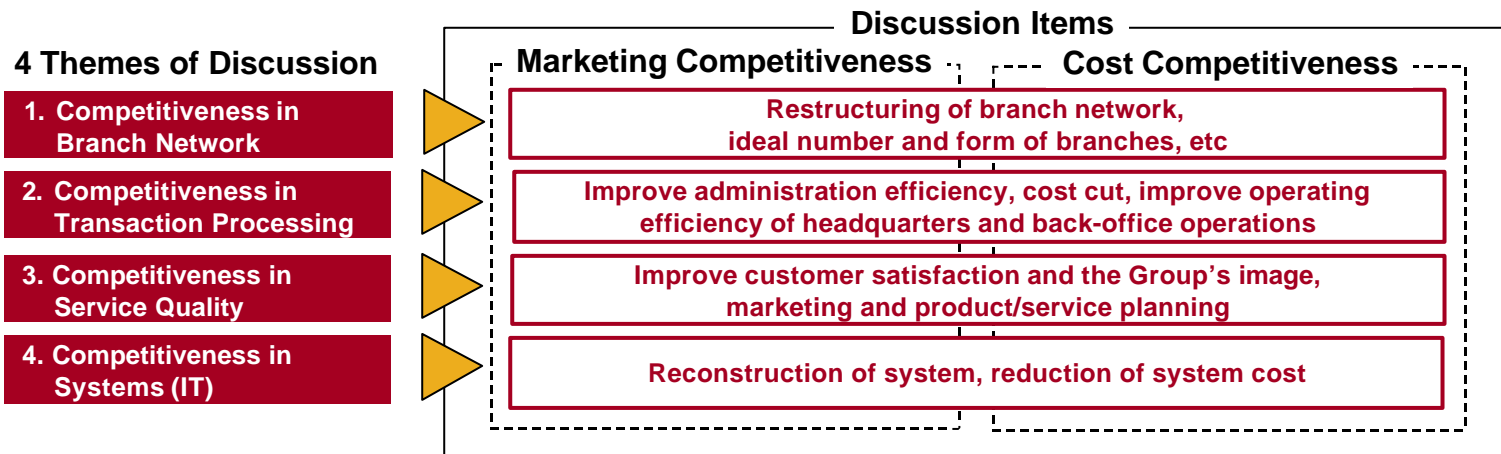 Discussion Items
4 Themes of Discussion
Marketing Competitiveness
Cost Competitiveness
1. Competitiveness in
Branch Network
Restructuring of branch network,
ideal number and form of branches, etc
2. Competitiveness in
Transaction Processing
Improve administration efficiency, cost cut, improve operating
efficiency of headquarters and back-office operations
3. Competitiveness in
Service Quality
Improve customer satisfaction and the Group’s image,
marketing and product/service planning
4. Competitiveness in
Systems (IT)
Reconstruction of system, reduction of system cost